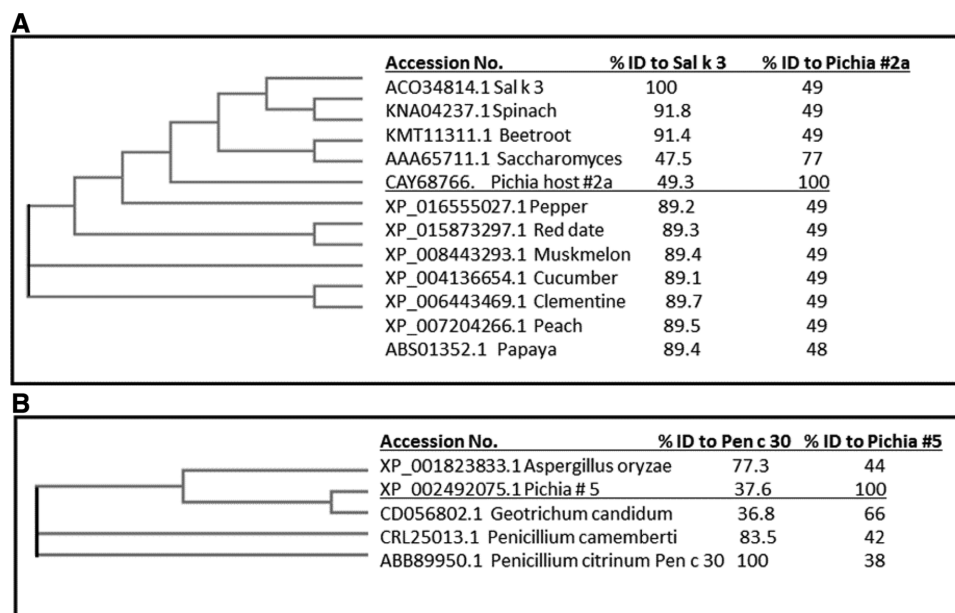 A
Accession No. % ID to Sal k 3 % ID to Pichia #2a
ACO34814.1 Sal k 3 100 49
KNA04237.1 Spinach 91.8 49
KMT11311.1 Beetroot 91.4 49
AAA65711.1 Saccharomyces 47.5 77
CAY68766. Pichia host #2a 49.3 100
XP_016555027.1 Pepper 89.2 49
XP_015873297.1 Red date 89.3 49
XP_008443293.1 Muskmelon 89.4 49
XP_004136654.1 Cucumber 89.1 49
XP_006443469.1 Clementine 89.7 49
XP_007204266.1 Peach 89.5 49
ABS01352.1 Papaya 89.4 48
B
Accession No. % ID to Pen c 30 % ID to Pichia #5
XP_001823833.1 Aspergillus oryzae 77.3 44
XP_002492075.1 Pichia # 5 37.6 100
CD056802.1 Geotrichum candidum 36.8 66
CRL25013.1 Penicillium camemberti 83.5 42
ABB89950.1 Penicillium citrinum Pen c 30 100 38